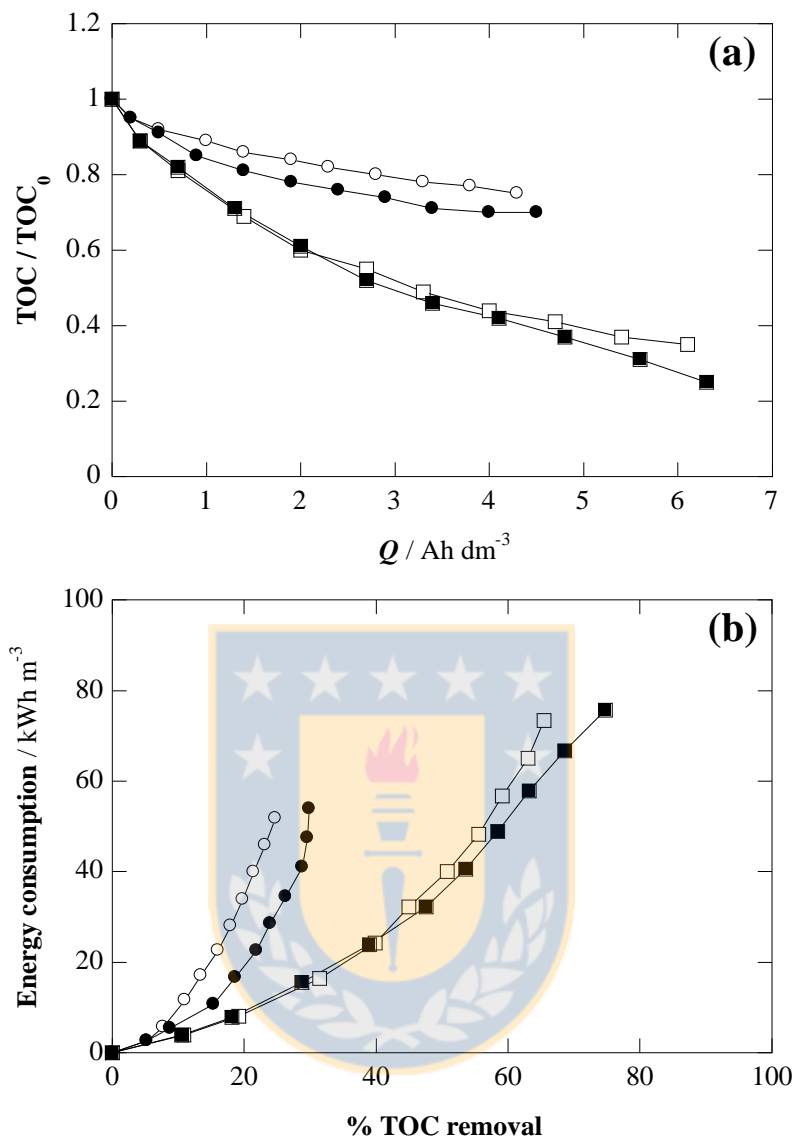 (a)
1.2
1
0.8
0.6
0.4
0.2
0
TOC / TOC₀
0 1 2 3 4 5 6 7
Q / Ah dm⁻³
(b)
100
80
60
40
20
0
Energy consumption / kWh m⁻³
0 20 40 60 80 100
% TOC removal